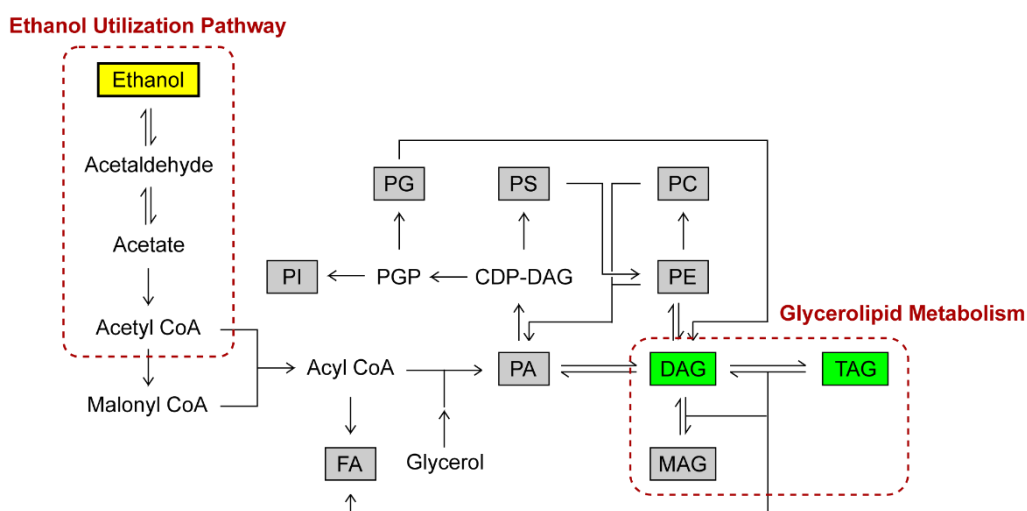 Ethanol Utilization Pathway
Ethanol
Acetaldehyde
PG
PS
PC
Acetate
PI
PGP
CDP-DAG
PE
Glycerolipid Metabolism
Acetyl CoA
Acyl CoA
PA
DAG
TAG
Malonyl CoA
FA
Glycerol
MAG